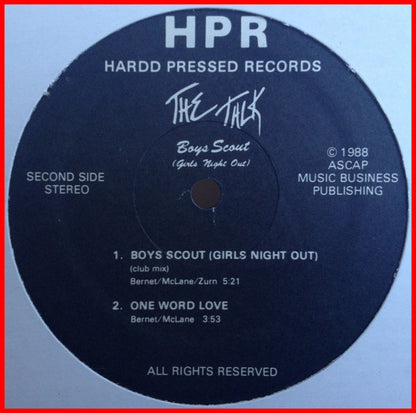 HPR
HARDD PRESSED RECORDS
THE TALK
Boys Scout
(Girls Night Out)
SECOND SIDE
STEREO
© 1988
ASCAP
MUSIC BUSINESS
PUBLISHING
1. BOYS SCOUT (GIRLS NIGHT OUT)
(club mix)
Bernet/McLane/Zurn 5:21
2. ONE WORD LOVE
Bernet/McLane 3:53
ALL RIGHTS RESERVED